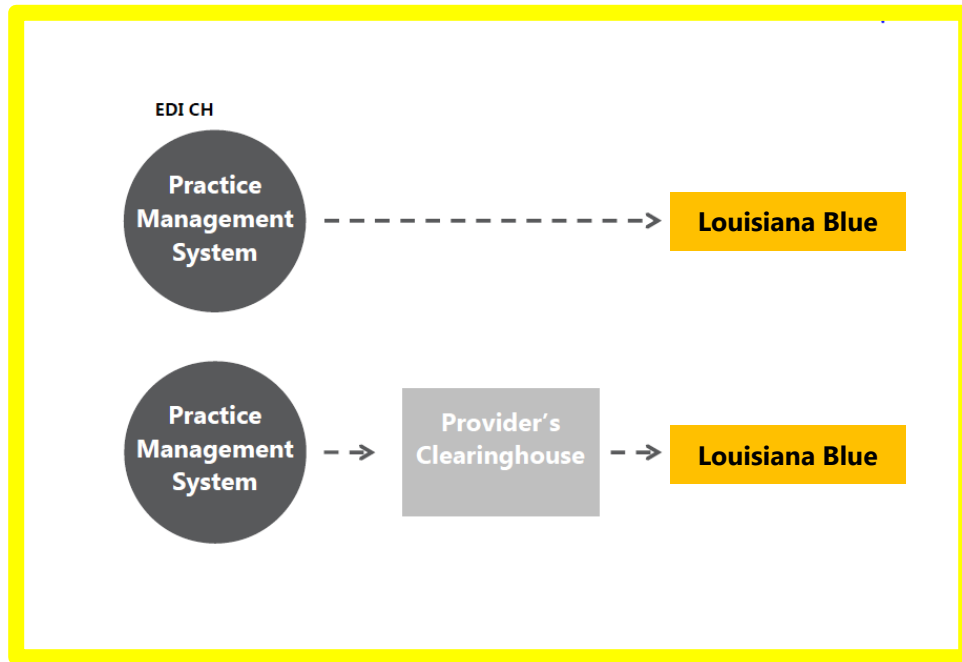 EDI CH
Practice
Management
System
Louisiana Blue
Practice
Management
System
Provider's
Clearinghouse
Louisiana Blue